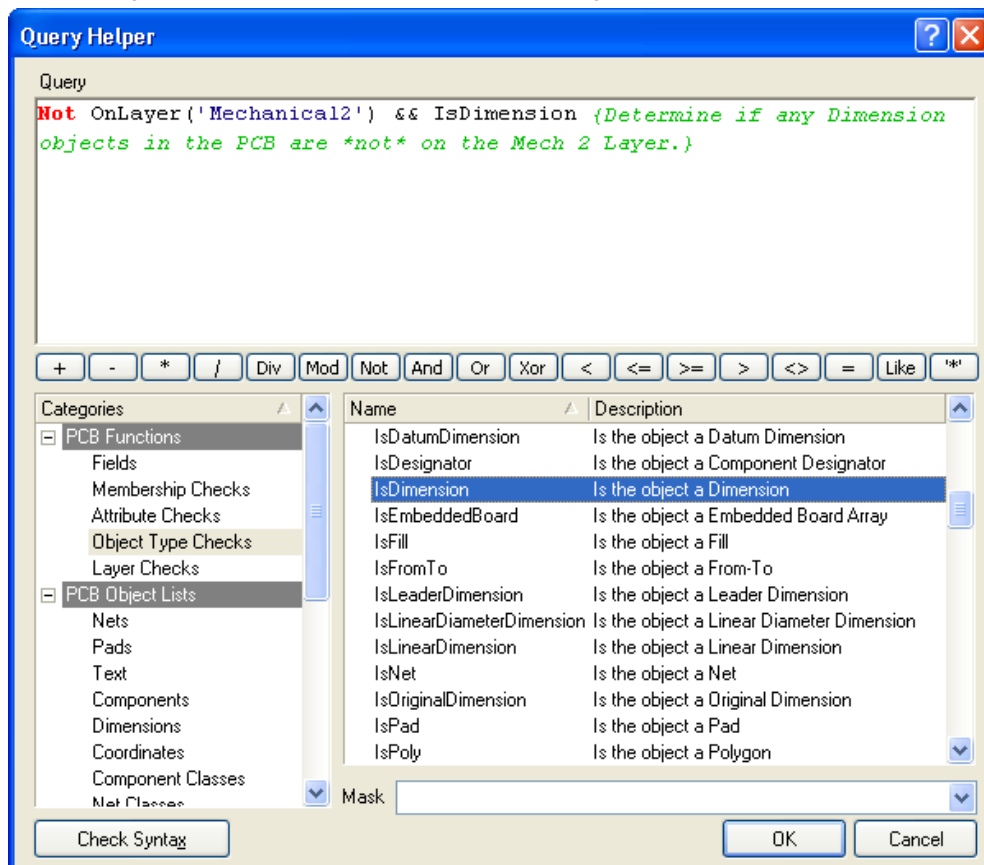 Query Helper
Query
Not OnLayer('Mechanical2') && IsDimension {Determine if any Dimension
objects in the PCB are *not* on the Mech 2 Layer.}
+ - * / Div Mod Not And Or Xor < <= >= > <> = Like '*'
Categories
PCB Functions
Fields
Membership Checks
Attribute Checks
Object Type Checks
Layer Checks
PCB Object Lists
Nets
Pads
Text
Components
Dimensions
Coordinates
Component Classes
Net Classes
Name Description
IsDatumDimension Is the object a Datum Dimension
IsDesignator Is the object a Component Designator
IsDimension Is the object a Dimension
IsEmbeddedBoard Is the object a Embedded Board Array
IsFill Is the object a Fill
IsFromTo Is the object a From-To
IsLeaderDimension Is the object a Leader Dimension
IsLinearDiameterDimension Is the object a Linear Diameter Dimension
IsLinearDimension Is the object a Linear Dimension
IsNet Is the object a Net
IsOriginalDimension Is the object a Original Dimension
IsPad Is the object a Pad
IsPoly Is the object a Polygon
Mask
Check Syntax OK Cancel